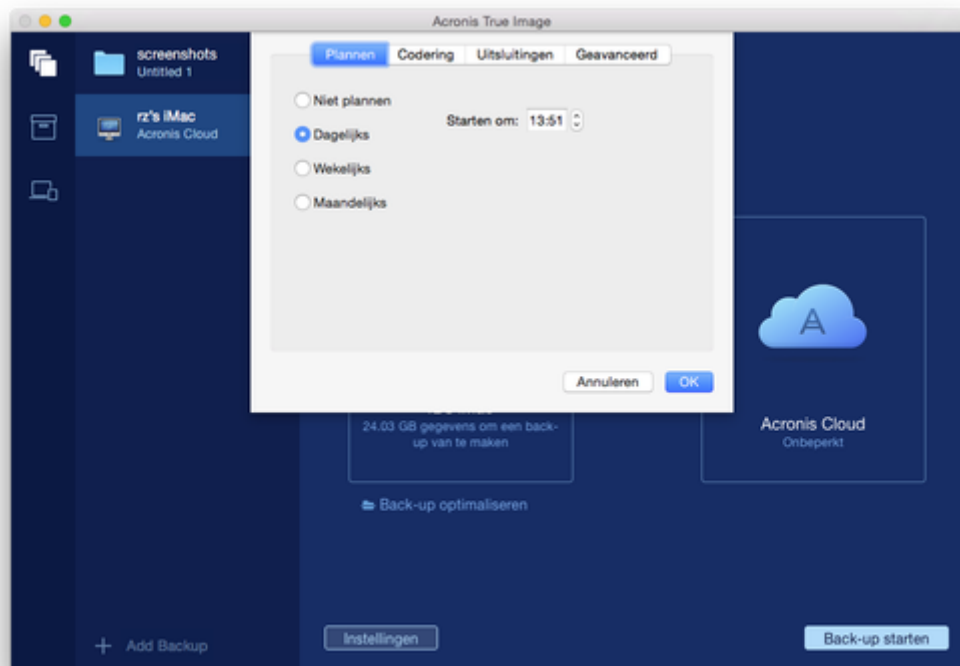 Acronis True Image
screenshots
Untitled 1
rz's iMac
Acronis Cloud
Plannen
Codering
Uitsluitingen
Geavanceerd
Niet plannen
Dagelijks
Wekelijks
Maandelijks
Starten om: 13:51
Annuleren
OK
24.03 GB gegevens om een back-
up van te maken
Back-up optimaliseren
Acronis Cloud
Onbeperkt
Add Backup
Instellingen
Back-up starten